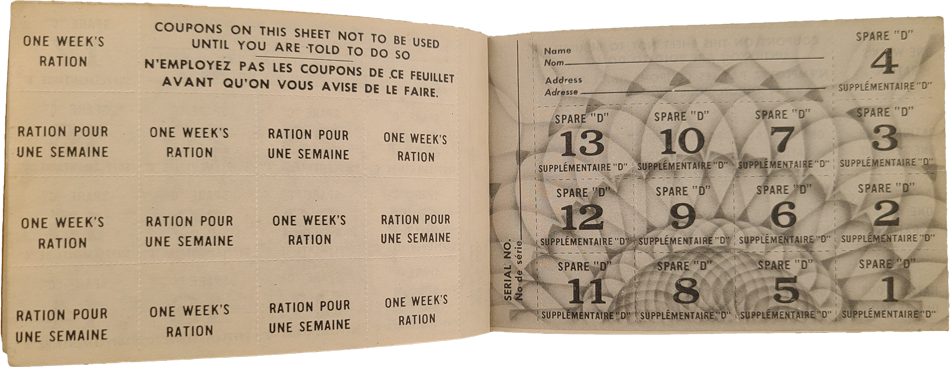 ONE WEEK'S
RATION
COUPONS ON THIS SHEET NOT TO BE USED
UNTIL YOU ARE TOLD TO DO SO
N'EMPLOYEZ PAS LES COUPONS DE CE FEUILLET
AVANT QU'ON VOUS AVISE DE LE FAIRE.
RATION POUR
UNE SEMAINE
ONE WEEK'S
RATION
RATION POUR
UNE SEMAINE
ONE WEEK'S
RATION
ONE WEEK'S
RATION
RATION POUR
UNE SEMAINE
ONE WEEK'S
RATION
RATION POUR
UNE SEMAINE
RATION POUR
UNE SEMAINE
ONE WEEK'S
RATION
RATION POUR
UNE SEMAINE
ONE WEEK'S
RATION
SERIAL NO.
No de série
Name
Nom
Address
Adresse
SPARE "D"
4
SUPPLÉMENTAIRE "D"
SPARE "D"
13
SUPPLÉMENTAIRE "D"
SPARE "D"
10
SUPPLÉMENTAIRE "D"
SPARE "D"
7
SUPPLÉMENTAIRE "D"
SPARE "D"
3
SUPPLÉMENTAIRE "D"
SPARE "D"
12
SUPPLÉMENTAIRE "D"
SPARE "D"
9
SUPPLÉMENTAIRE "D"
SPARE "D"
6
SUPPLÉMENTAIRE "D"
SPARE "D"
2
SUPPLÉMENTAIRE "D"
SPARE "D"
11
SUPPLÉMENTAIRE "D"
SPARE "D"
8
SUPPLÉMENTAIRE "D"
SPARE "D"
5
SUPPLÉMENTAIRE "D"
SPARE "D"
1
SUPPLÉMENTAIRE "D"